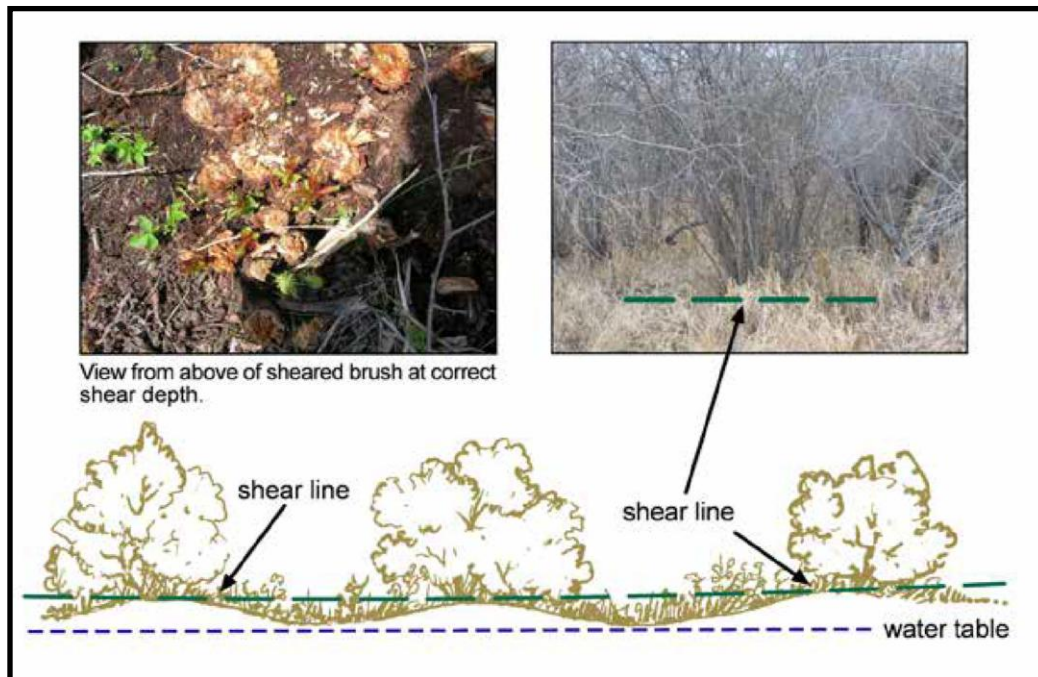 View from above of sheared brush at correct
shear depth.
shear line
shear line
water table